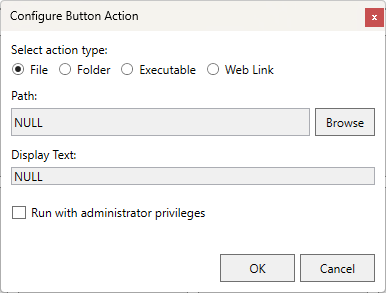 Configure Button Action
x
Select action type:
File Folder Executable Web Link
Path:
NULL Browse
Display Text:
NULL
Run with administrator privileges
OK Cancel